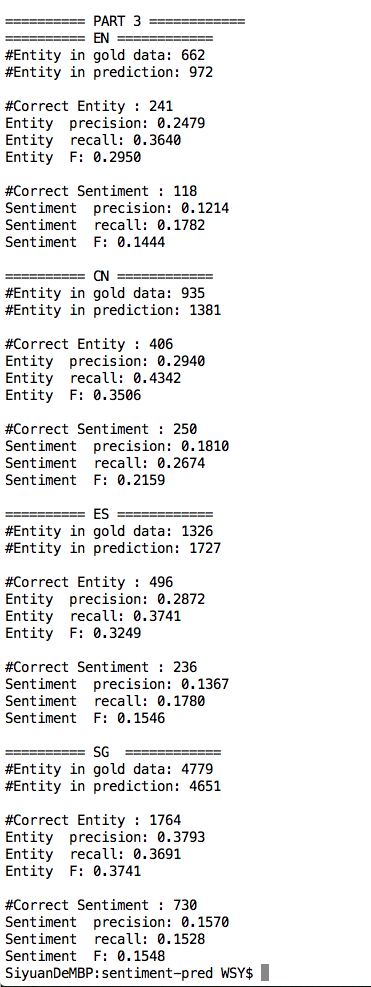 ========== PART 3 ============
========== EN ============
#Entity in gold data: 662
#Entity in prediction: 972
#Correct Entity : 241
Entity  precision: 0.2479
Entity  recall: 0.3640
Entity  F: 0.2950
#Correct Sentiment : 118
Sentiment  precision: 0.1214
Sentiment  recall: 0.1782
Sentiment  F: 0.1444
========== CN ============
#Entity in gold data: 935
#Entity in prediction: 1381
#Correct Entity : 406
Entity  precision: 0.2940
Entity  recall: 0.4342
Entity  F: 0.3506
#Correct Sentiment : 250
Sentiment  precision: 0.1810
Sentiment  recall: 0.2674
Sentiment  F: 0.2159
========== ES ============
#Entity in gold data: 1326
#Entity in prediction: 1727
#Correct Entity : 496
Entity  precision: 0.2872
Entity  recall: 0.3741
Entity  F: 0.3249
#Correct Sentiment : 236
Sentiment  precision: 0.1367
Sentiment  recall: 0.1780
Sentiment  F: 0.1546
========== SG  ============
#Entity in gold data: 4779
#Entity in prediction: 4651
#Correct Entity : 1764
Entity  precision: 0.3793
Entity  recall: 0.3691
Entity  F: 0.3741
#Correct Sentiment : 730
Sentiment  precision: 0.1570
Sentiment  recall: 0.1528
Sentiment  F: 0.1548
SiyuanDeMBP:sentiment-pred WSY$